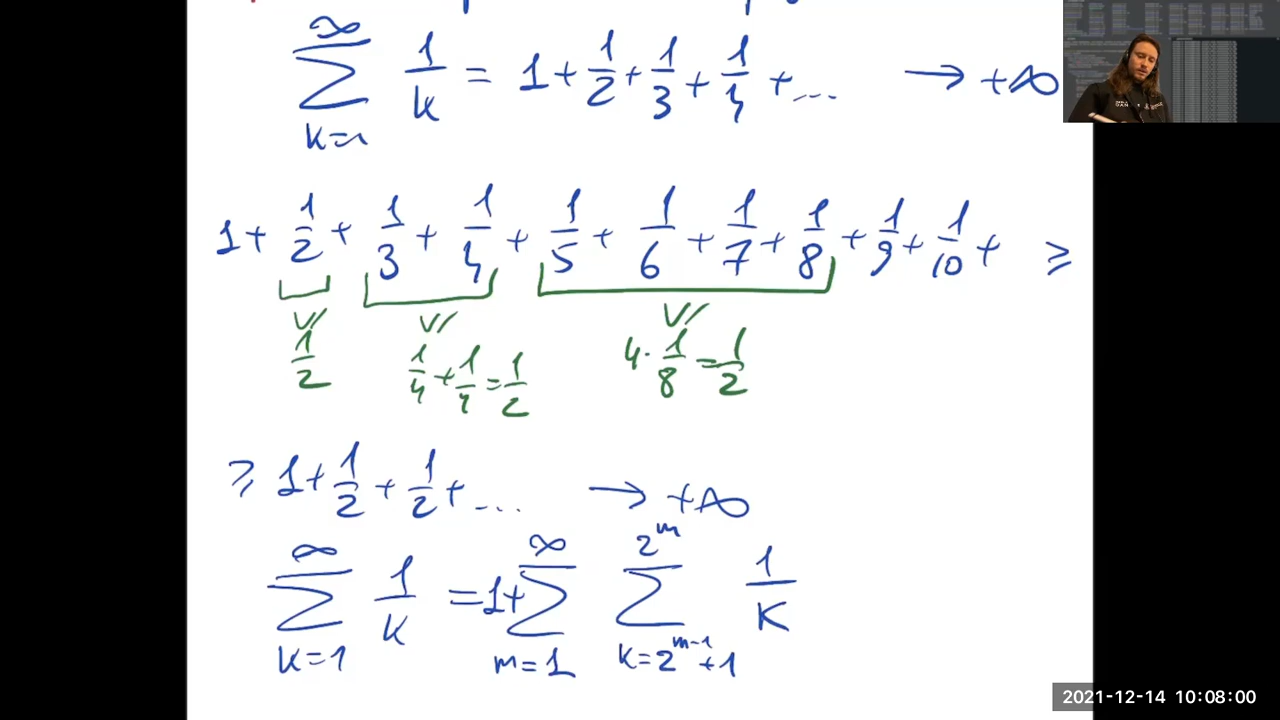 ∞
∑ 1/k = 1 + 1/2 + 1/3 + 1/4 + ... → +∞
k=1
1 + 1/2 + 1/3 + 1/4 + 1/5 + 1/6 + 1/7 + 1/8 + 1/9 + 1/10 + ≥
1/2 1/4 + 1/4 = 1/2 4 · 1/8 = 1/2
≥ 1 + 1/2 + 1/2 + ... → +∞
∞ ∞ 2^m
∑ 1/k = 1 + ∑ ∑ 1/k
k=1 m=1 k=2^{m-1}+1
2021-12-14 10:08:00